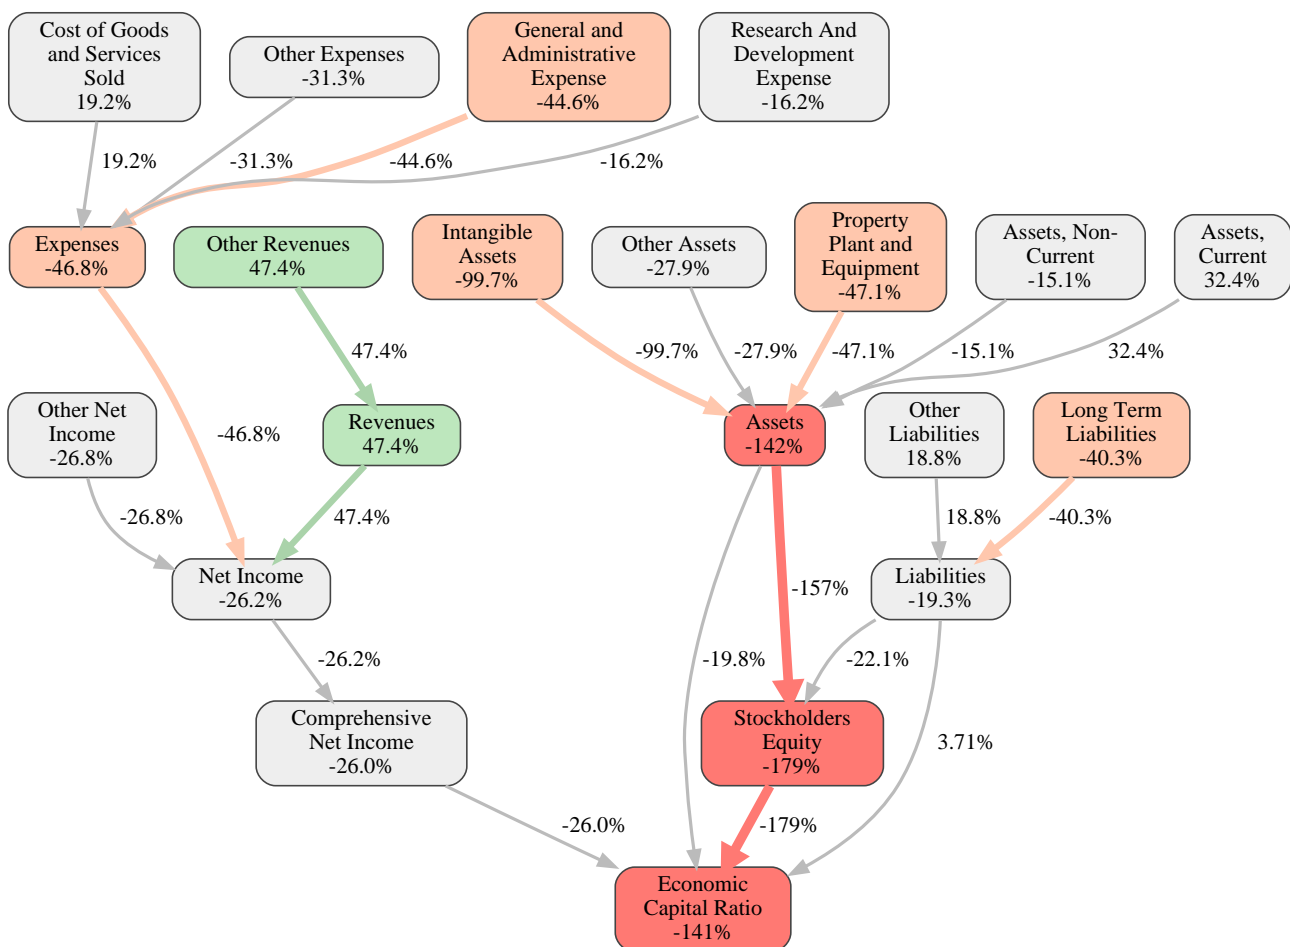 Cost of Goods
and Services
Sold
19.2%
Other Expenses
-31.3%
General and
Administrative
Expense
-44.6%
Research And
Development
Expense
-16.2%
19.2%
-31.3%
-44.6%
-16.2%
Expenses
-46.8%
Other Revenues
47.4%
Intangible
Assets
-99.7%
Other Assets
-27.9%
Property
Plant and
Equipment
-47.1%
Assets, Non-
Current
-15.1%
Assets,
Current
32.4%
47.4%
-99.7%
-27.9%
-47.1%
-15.1%
32.4%
Other Net
Income
-26.8%
-46.8%
Revenues
47.4%
Assets
-142%
Other
Liabilities
18.8%
Long Term
Liabilities
-40.3%
-26.8%
47.4%
18.8%
-40.3%
Net Income
-26.2%
-157%
Liabilities
-19.3%
-26.2%
-19.8%
-22.1%
Comprehensive
Net Income
-26.0%
Stockholders
Equity
-179%
3.71%
-26.0%
-179%
Economic
Capital Ratio
-141%